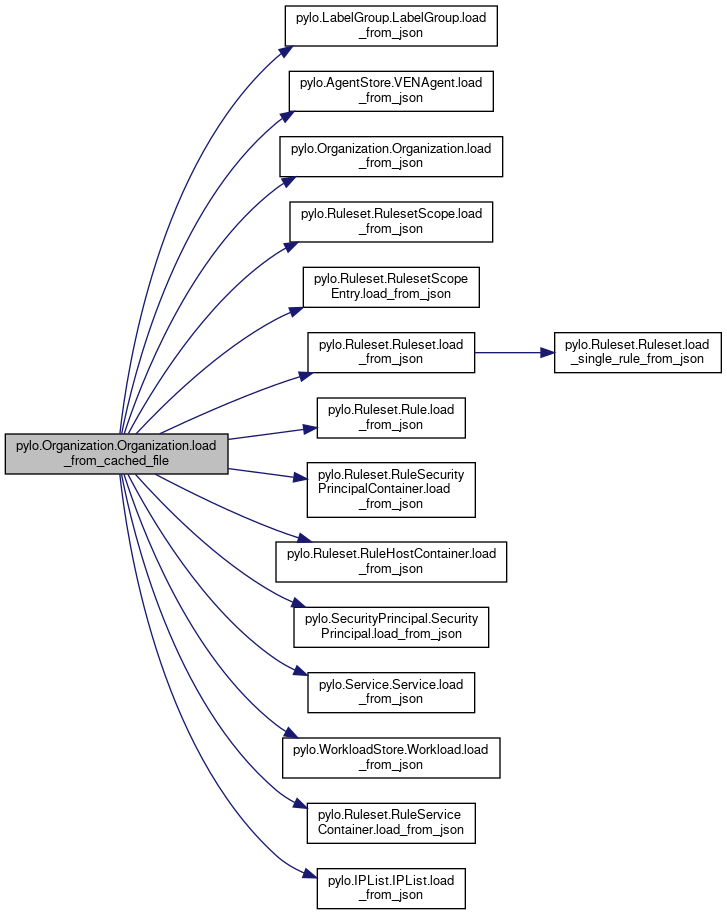 pylo.LabelGroup.LabelGroup.load
_from_json
pylo.AgentStore.VENAgent.load
_from_json
pylo.Organization.Organization.load
_from_json
pylo.Ruleset.RulesetScope.load
_from_json
pylo.Ruleset.RulesetScope
Entry.load_from_json
pylo.Ruleset.Ruleset.load
_from_json
pylo.Ruleset.Ruleset.load
_single_rule_from_json
pylo.Ruleset.Rule.load
_from_json
pylo.Organization.Organization.load
_from_cached_file
pylo.Ruleset.RuleSecurity
PrincipalContainer.load
_from_json
pylo.Ruleset.RuleHostContainer.load
_from_json
pylo.SecurityPrincipal.Security
Principal.load_from_json
pylo.Service.Service.load
_from_json
pylo.WorkloadStore.Workload.load
_from_json
pylo.Ruleset.RuleService
Container.load_from_json
pylo.IPList.IPList.load
_from_json